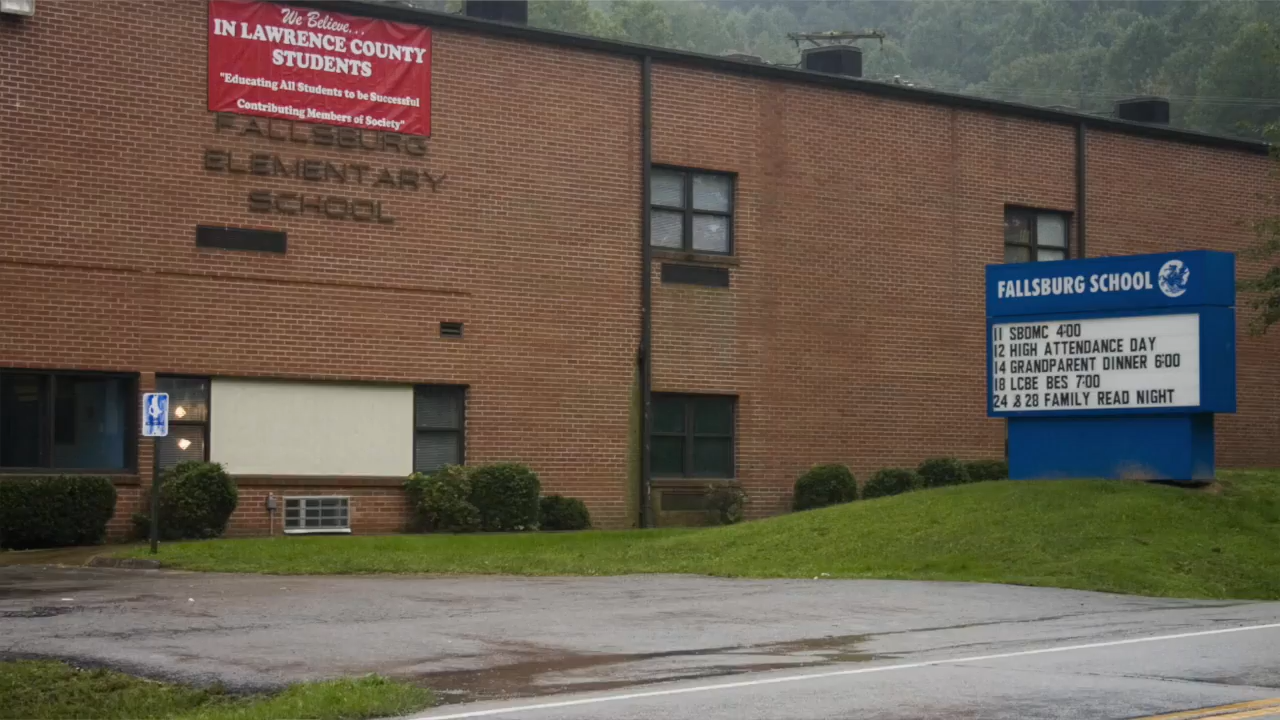 We Believe...
IN LAWRENCE COUNTY
STUDENTS
"Educating All Students to be Successful
Contributing Members of Society"
FALLSBURG
ELEMENTARY
SCHOOL
FALLSBURG SCHOOL
11 SBDMC 4:00
12 HIGH ATTENDANCE DAY
14 GRANDPARENT DINNER 6:00
18 LCBE BES 7:00
24 & 28 FAMILY READ NIGHT